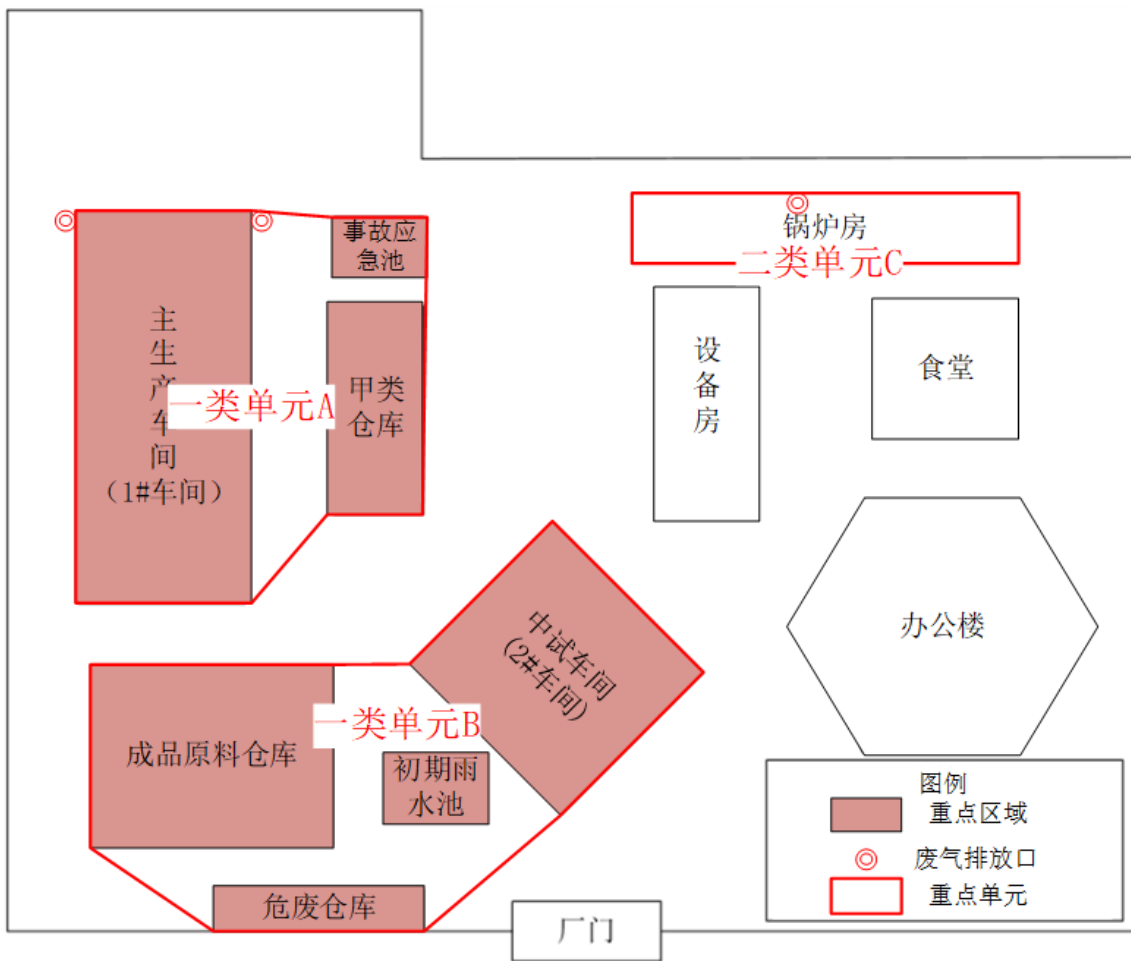 事故应
急池
锅炉房
二类单元C
主生产车间
（1#车间）
一类单元A
甲类
仓库
设备房
食堂
中试车间
(2#车间)
办公楼
一类单元B
成品原料仓库
初期雨
水池
危废仓库
厂门
图例
重点区域
废气排放口
重点单元